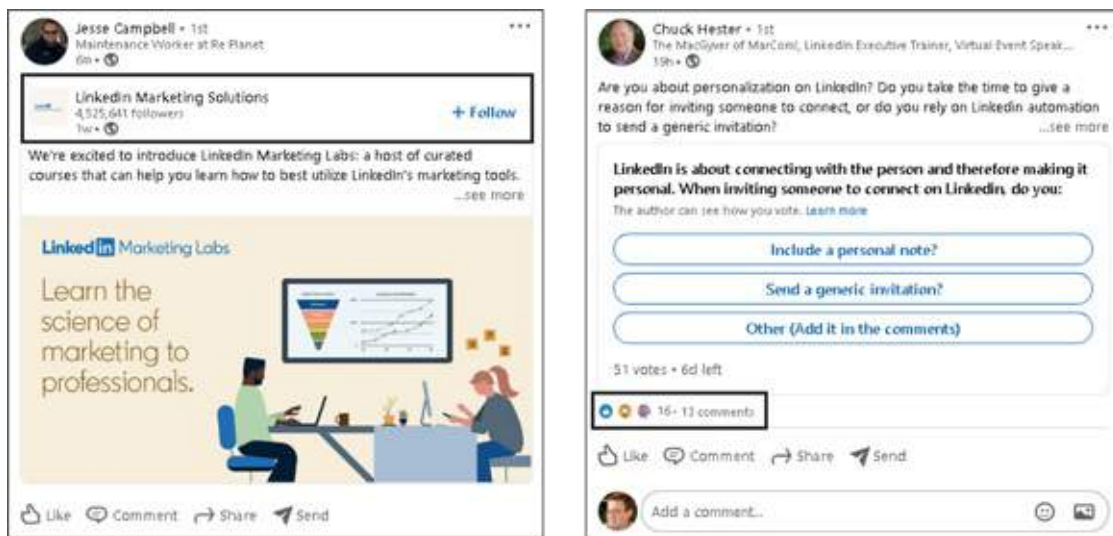 Jesse Campbell • 1st
Maintenance Worker at Re Planet
6m •
LinkedIn Marketing Solutions
4,525,641 followers
1w •
+ Follow
We're excited to introduce LinkedIn Marketing Labs: a host of curated
courses that can help you learn how to best utilize LinkedIn's marketing tools.
...see more
Linked in Marketing Labs
Learn the
science of
marketing to
professionals.
Like Comment Share Send
Chuck Hester • 1st
The MacGyver of MarCom!, LinkedIn Executive Trainer, Virtual Event Speak...
19h •
Are you about personalization on LinkedIn? Do you take the time to give a
reason for inviting someone to connect, or do you rely on LinkedIn automation
to send a generic invitation?
...see more
LinkedIn is about connecting with the person and therefore making it
personal. When inviting someone to connect on LinkedIn, do you:
The author can see how you vote. Learn more
Include a personal note?
Send a generic invitation?
Other (Add it in the comments)
51 votes • 6d left
16 • 13 comments
Like Comment Share Send
Add a comment...